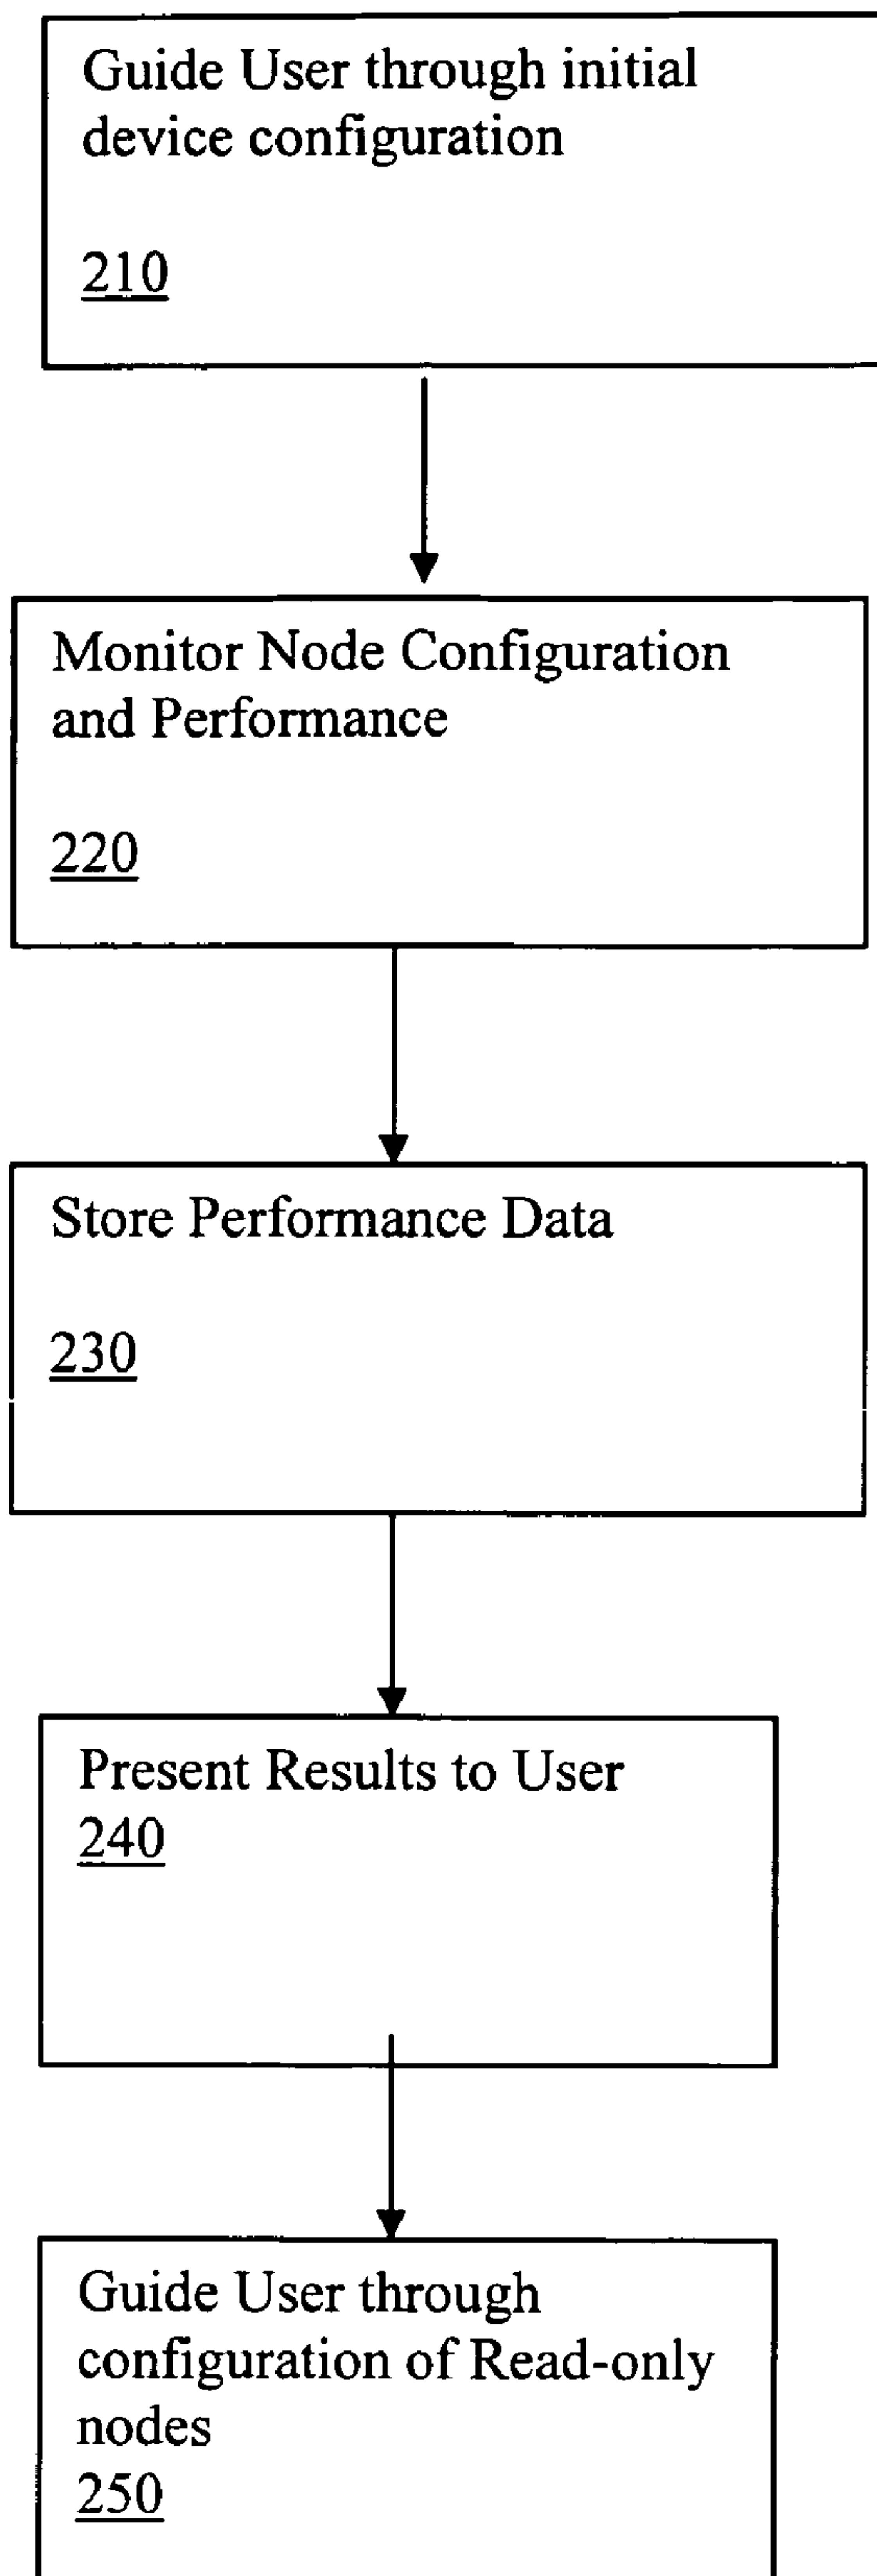 Guide User through initial
device configuration
210
Monitor Node Configuration
and Performance
220
Store Performance Data
230
Present Results to User
240
Guide User through
configuration of Read-only
nodes
250